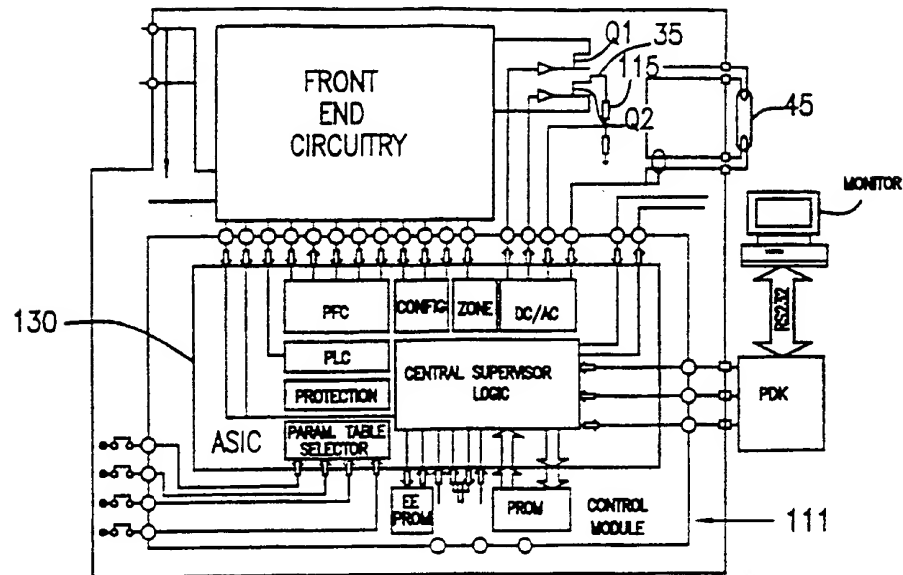 Q1
35
115
FRONT
END
CIRCUITRY
Q2
45
MONITOR
RS232
130
PFC
CONFIG
ZONE
DC/AC
PLC
CENTRAL SUPERVISOR
LOGIC
PROTECTION
PDK
ASIC
PARAM. TABLE
SELECTOR
EE
PROM
PROM
CONTROL
MODULE
111